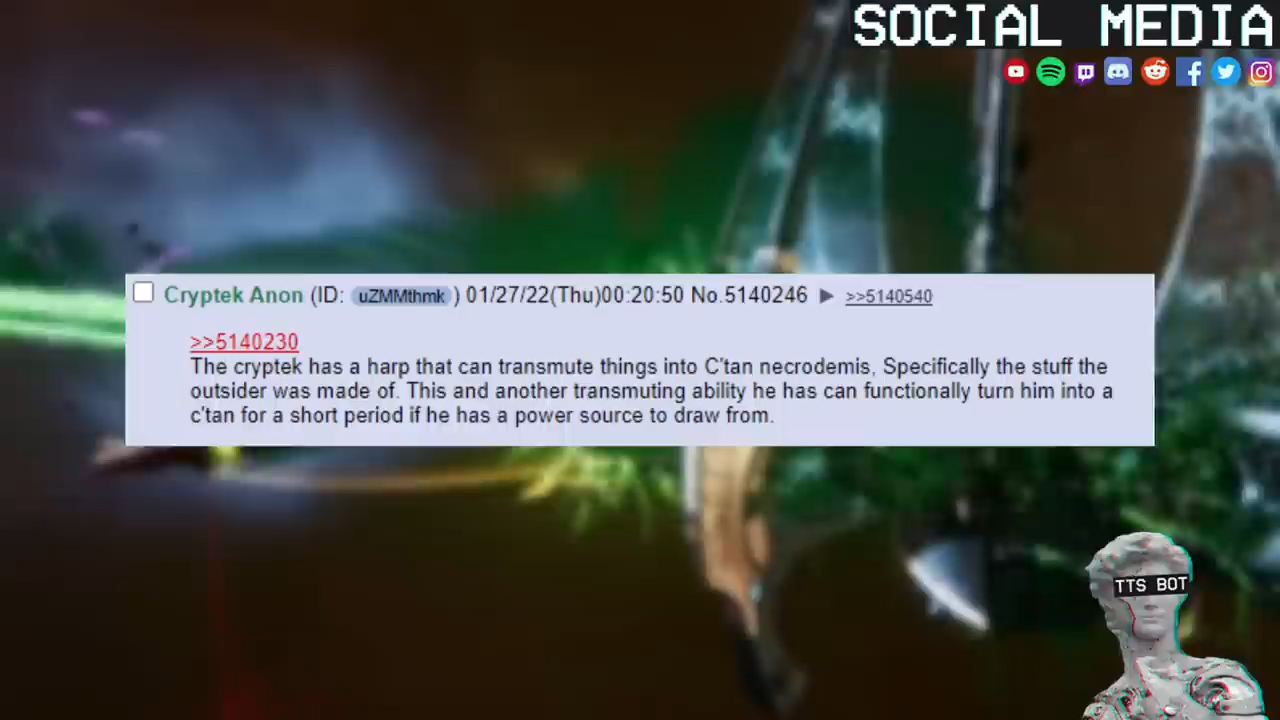 SOCIAL MEDIA
Cryptek Anon (ID: uZMMthmk ) 01/27/22(Thu)00:20:50 No.5140246 ▶ >>5140540
>>5140230
The cryptek has a harp that can transmute things into C'tan necrodemis, Specifically the stuff the
outsider was made of. This and another transmuting ability he has can functionally turn him into a
c'tan for a short period if he has a power source to draw from.
TTS BOT